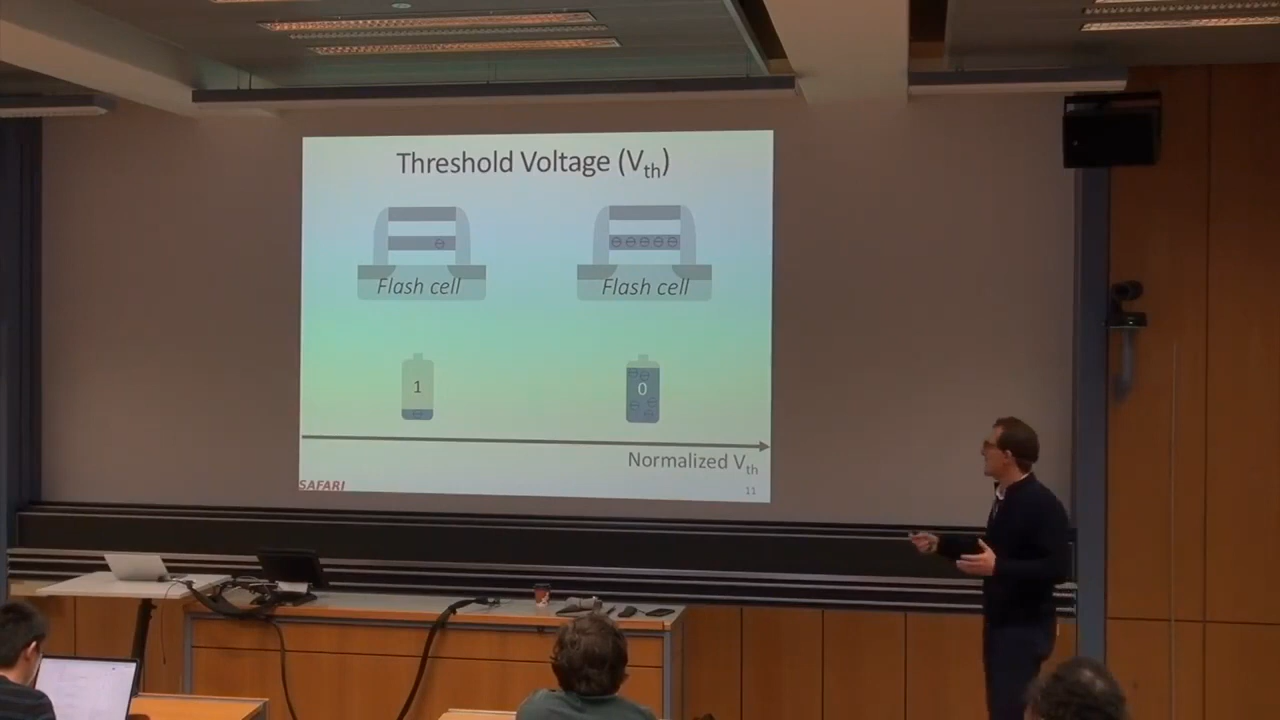 Threshold Voltage (Vth)
Flash cell
Flash cell
1
0
Normalized Vth
SAFARI
11